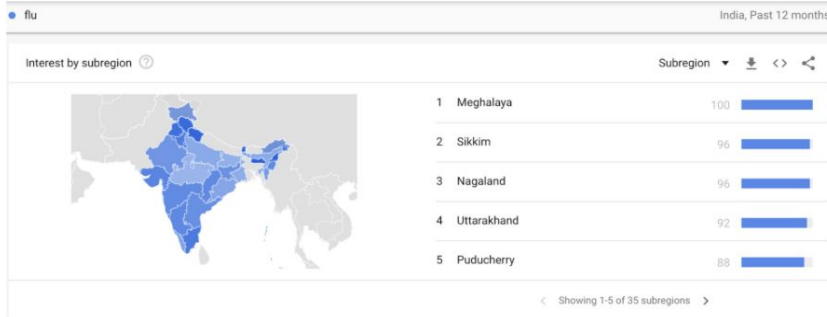 flu
India, Past 12 months
Interest by subregion ?
Subregion
1 Meghalaya 100
2 Sikkim 96
3 Nagaland 96
4 Uttarakhand 92
5 Puducherry 88
Showing 1-5 of 35 subregions